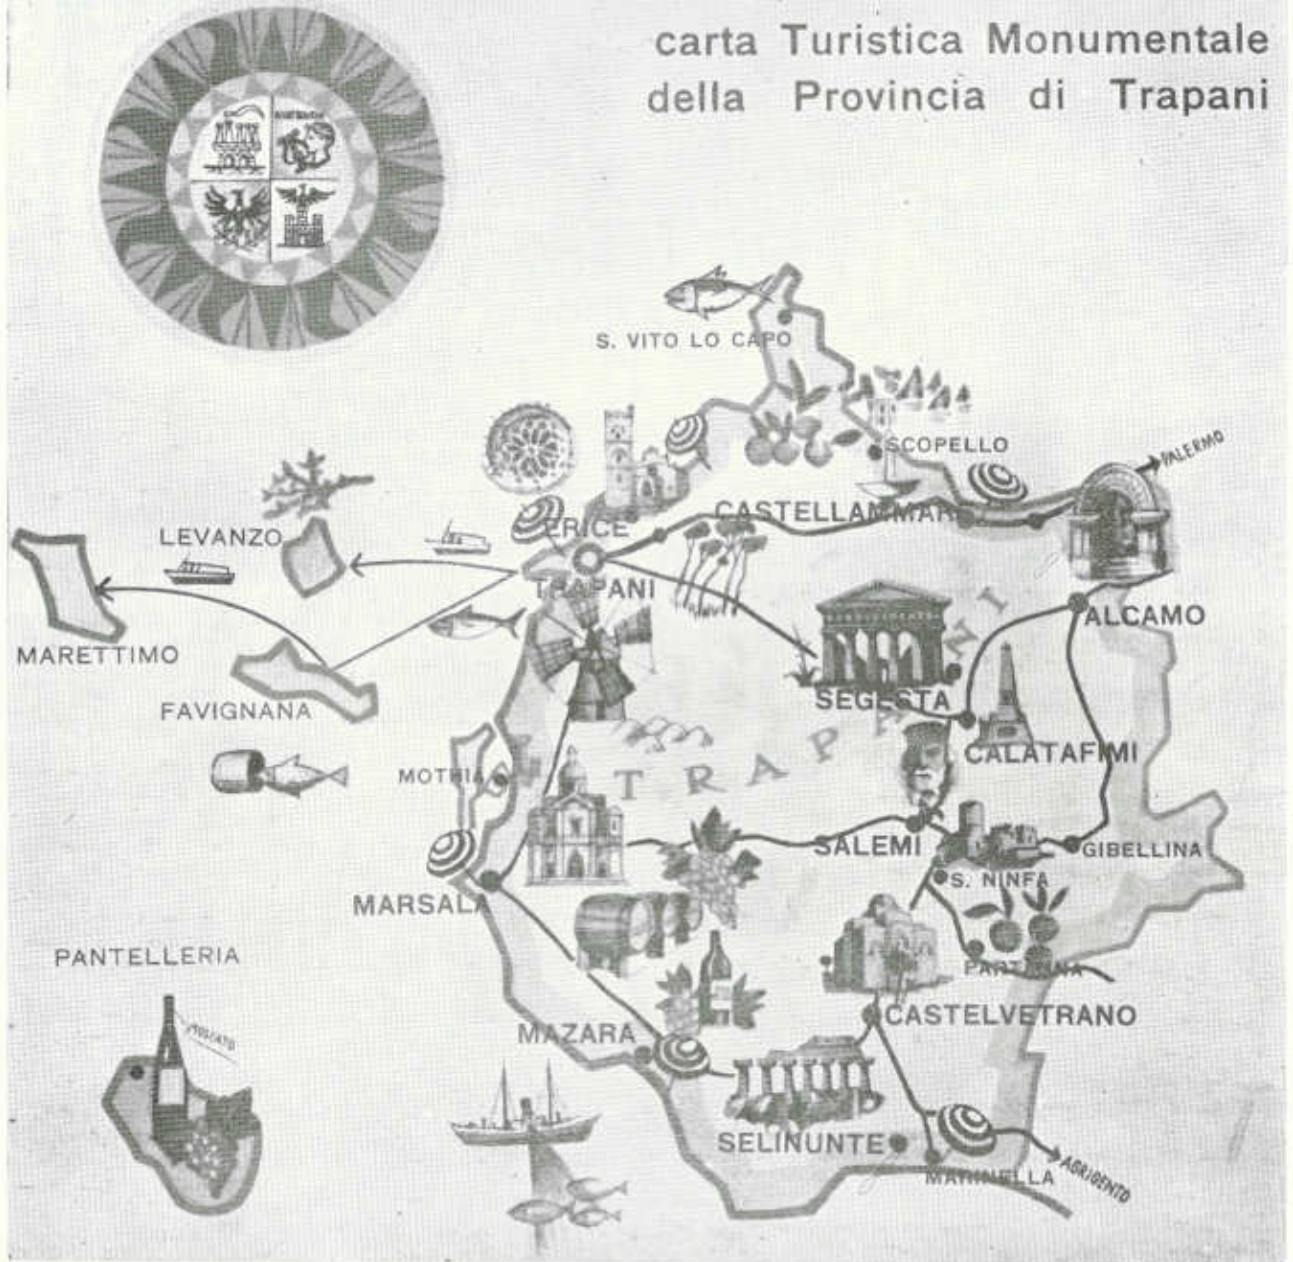 carta Turistica Monumentale
della Provincia di Trapani
S. VITO LO CAPO
SCOPELLO
PALERMO
CASTELLAMMARE
ERICE
LEVANZO
TRAPANI
ALCAMO
MARETTIMO
SEGESTA
FAVIGNANA
CALATAFIMI
MOTHIA
TRAPANI
SALEMI
GIBELLINA
S. NINFA
MARSALA
PANTELLERIA
PARTANNA
CASTELVETRANO
MOSCATO
MAZARA
SELINUNTE
MARINELLA
AGRIGENTO